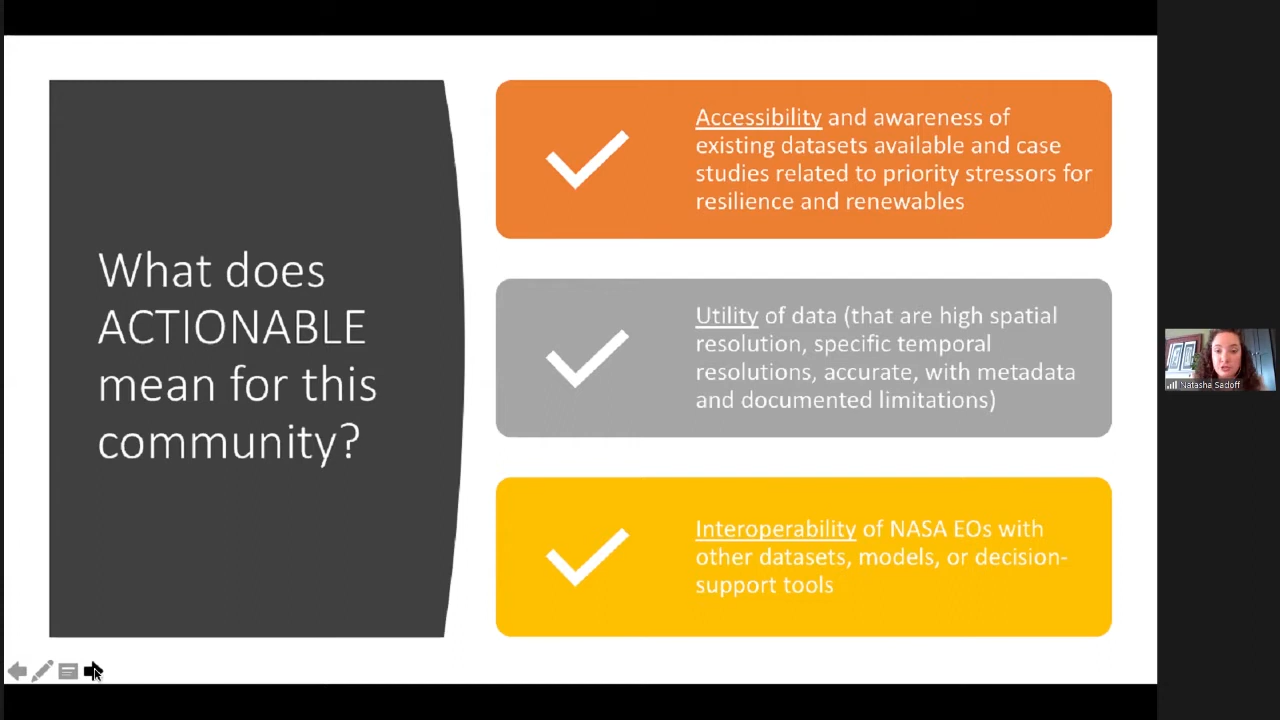 What does
ACTIONABLE
mean for this
community?
Accessibility and awareness of
existing datasets available and case
studies related to priority stressors for
resilience and renewables
Utility of data (that are high spatial
resolution, specific temporal
resolutions, accurate, with metadata
and documented limitations)
Interoperability of NASA EOs with
other datasets, models, or decision-
support tools
Natasha Sadoff